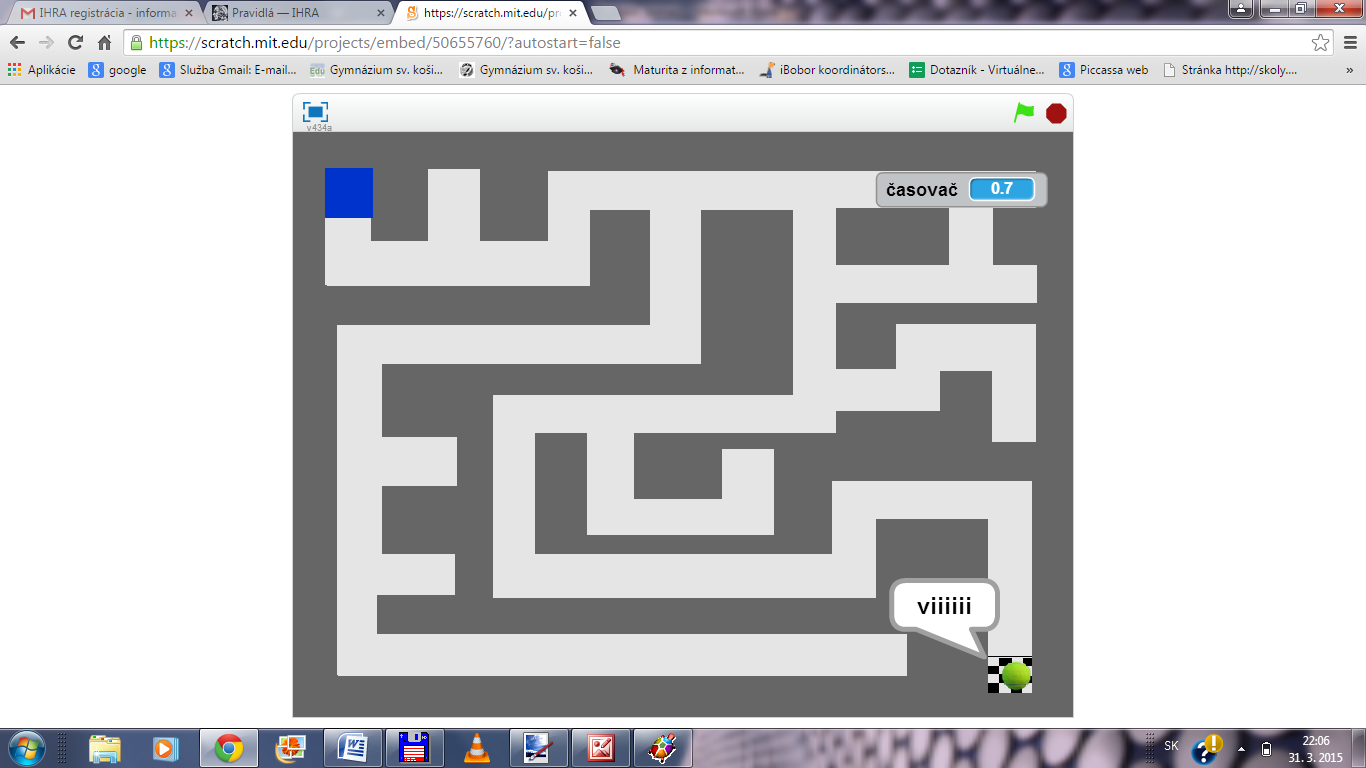 IHRA registrácia - informa
Pravidlá — IHRA
https://scratch.mit.edu/pr
https://scratch.mit.edu/projects/embed/50655760/?autostart=false
Aplikácie
google
Služba Gmail: E-mail...
Gymnázium sv. koši...
Gymnázium sv. koši...
Maturita z informat...
iBobor koordinátors...
Dotazník - Virtuálne...
Piccassa web
Stránka http://skoly....
»
v434a
časovač 0.7
viiiiii
SK
22:06
31. 3. 2015